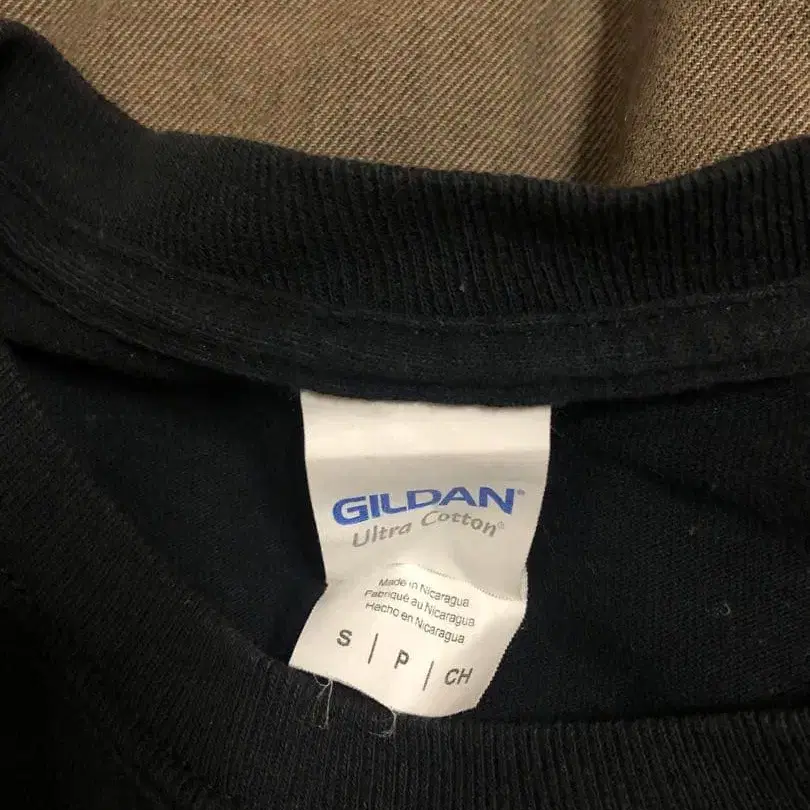 GILDAN®
Ultra Cotton®
Made in Nicaragua
Fabriqué au Nicaragua
Hecho en Nicaragua
S | P | CH